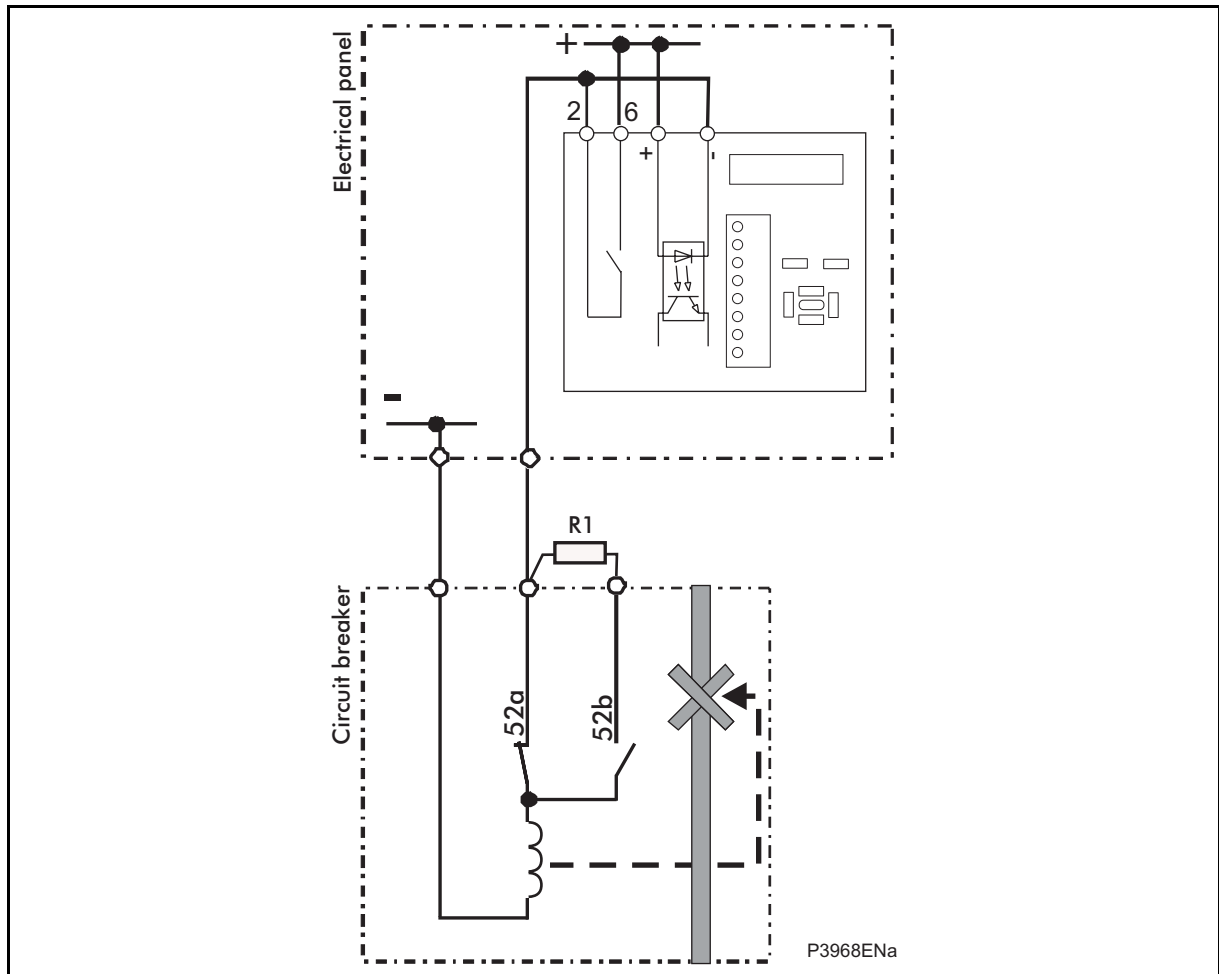 Electrical panel
+
2 6
+ -
-
R1
Circuit breaker
52a
52b
P3968ENa